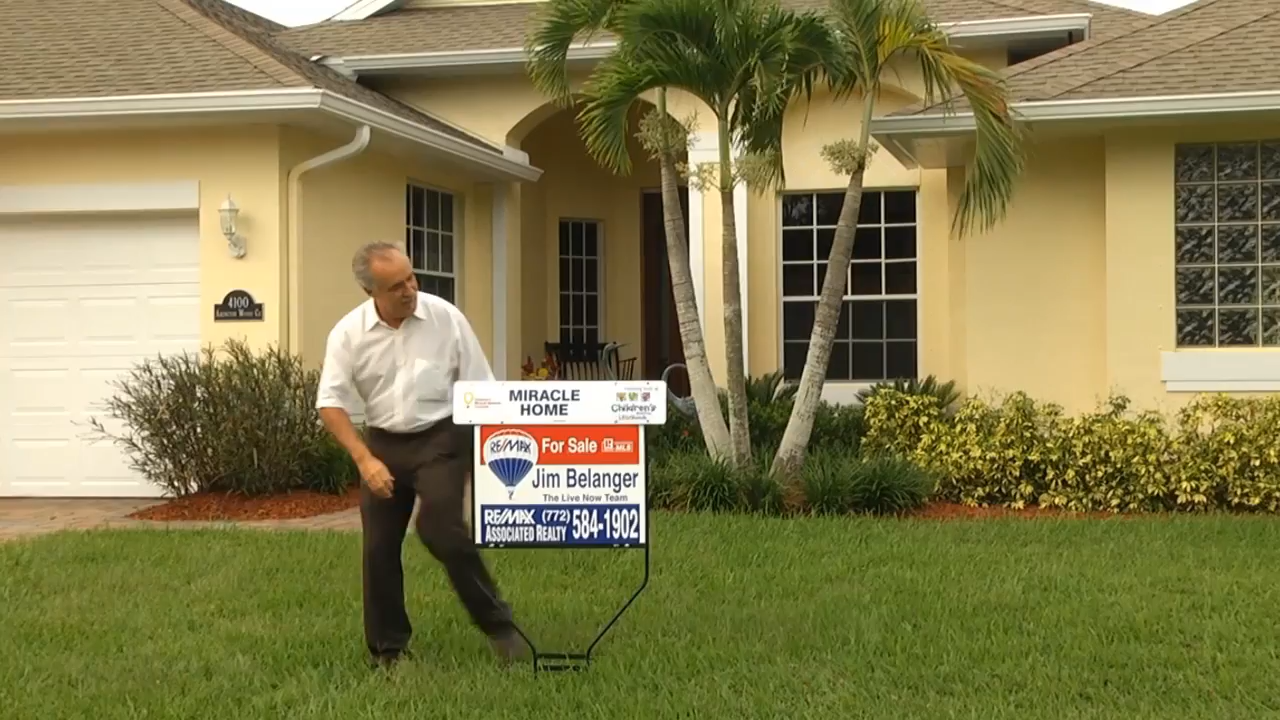 4100
MIRACLE
HOME
Children's
RE/MAX
For Sale
MLS
Jim Belanger
The Live Now Team
RE/MAX (772)
ASSOCIATED REALTY 584-1902